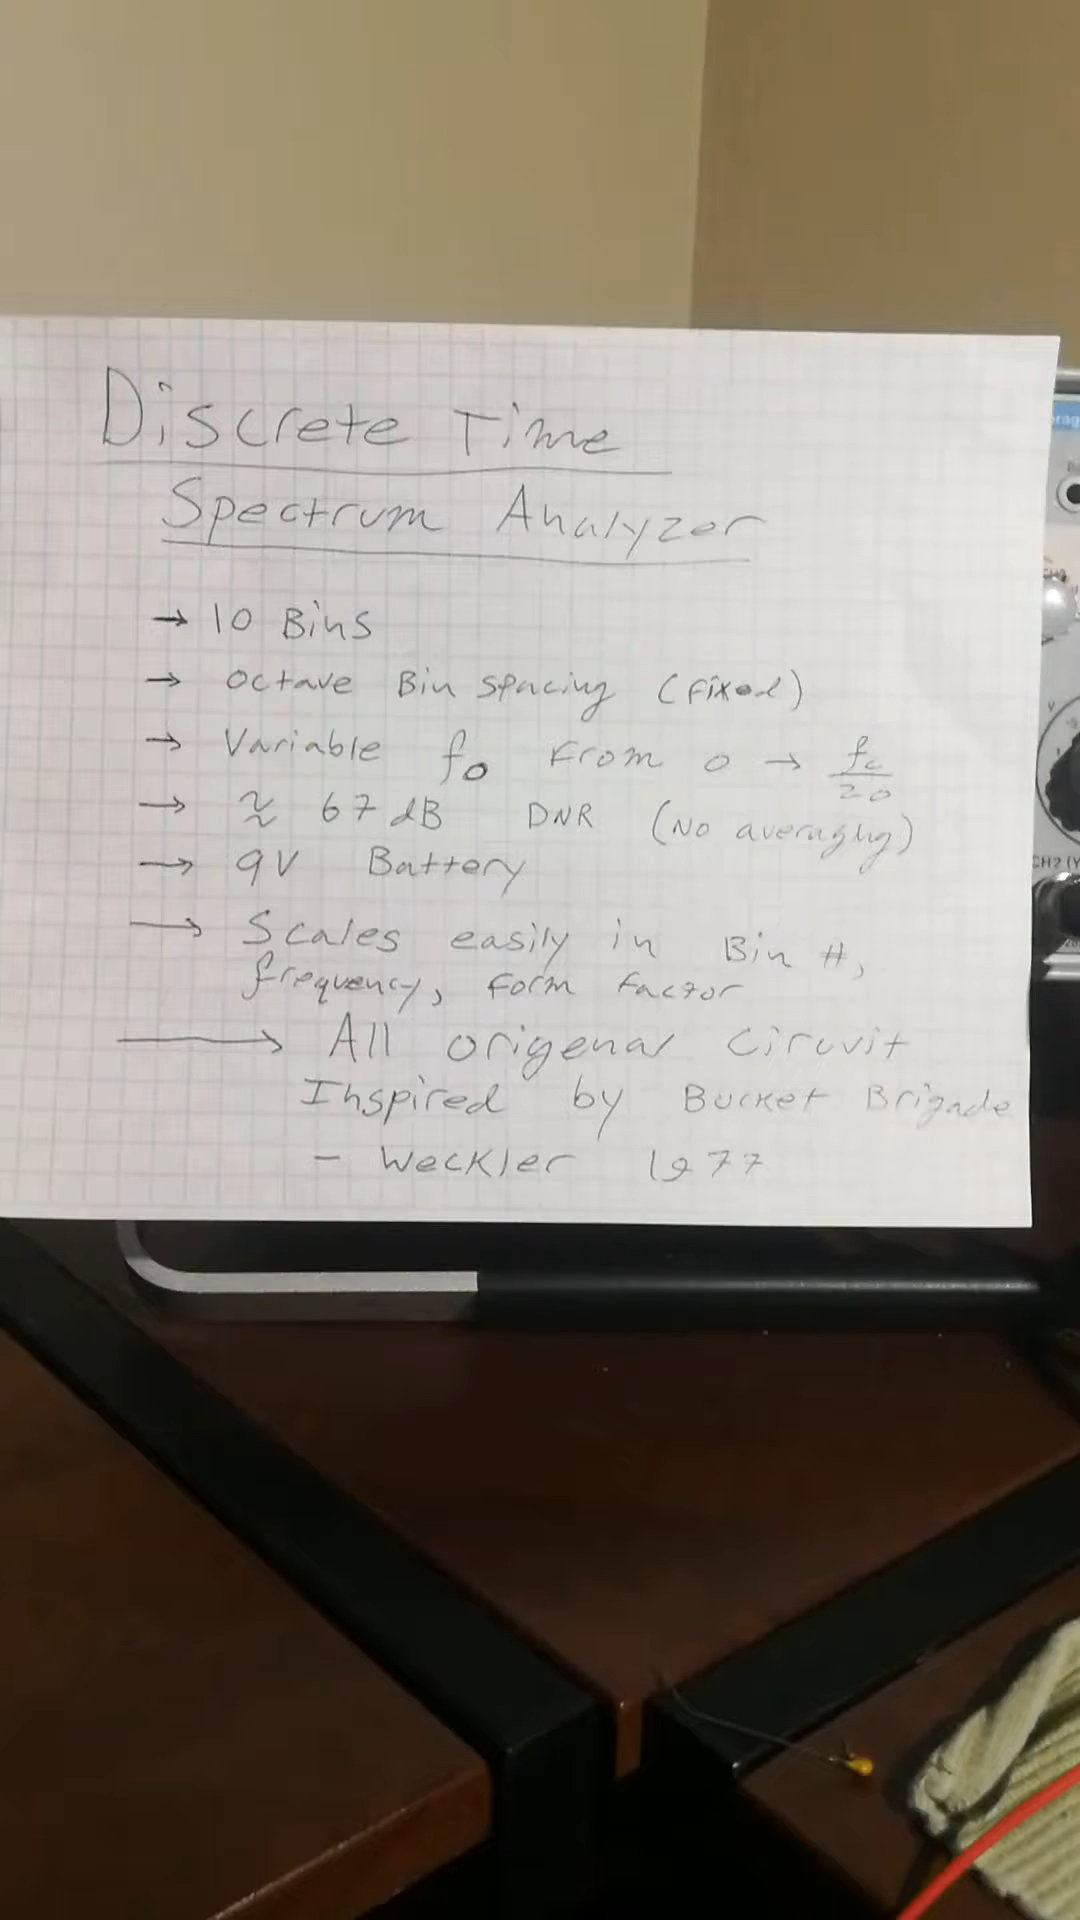 Discrete Time
Spectrum Analyzer
→ 10 Bins
→ octave Bin spacing (fixed)
→ Variable f₀ From 0 → fc/20
→ ≈ 67 dB DNR (No averaging)
→ 9V Battery
→ Scales easily in Bin #,
frequency, form factor
→ All origenal Ciruvit
Inspired by Bucket Brigade
- Weckler 1977
CH2 (Y